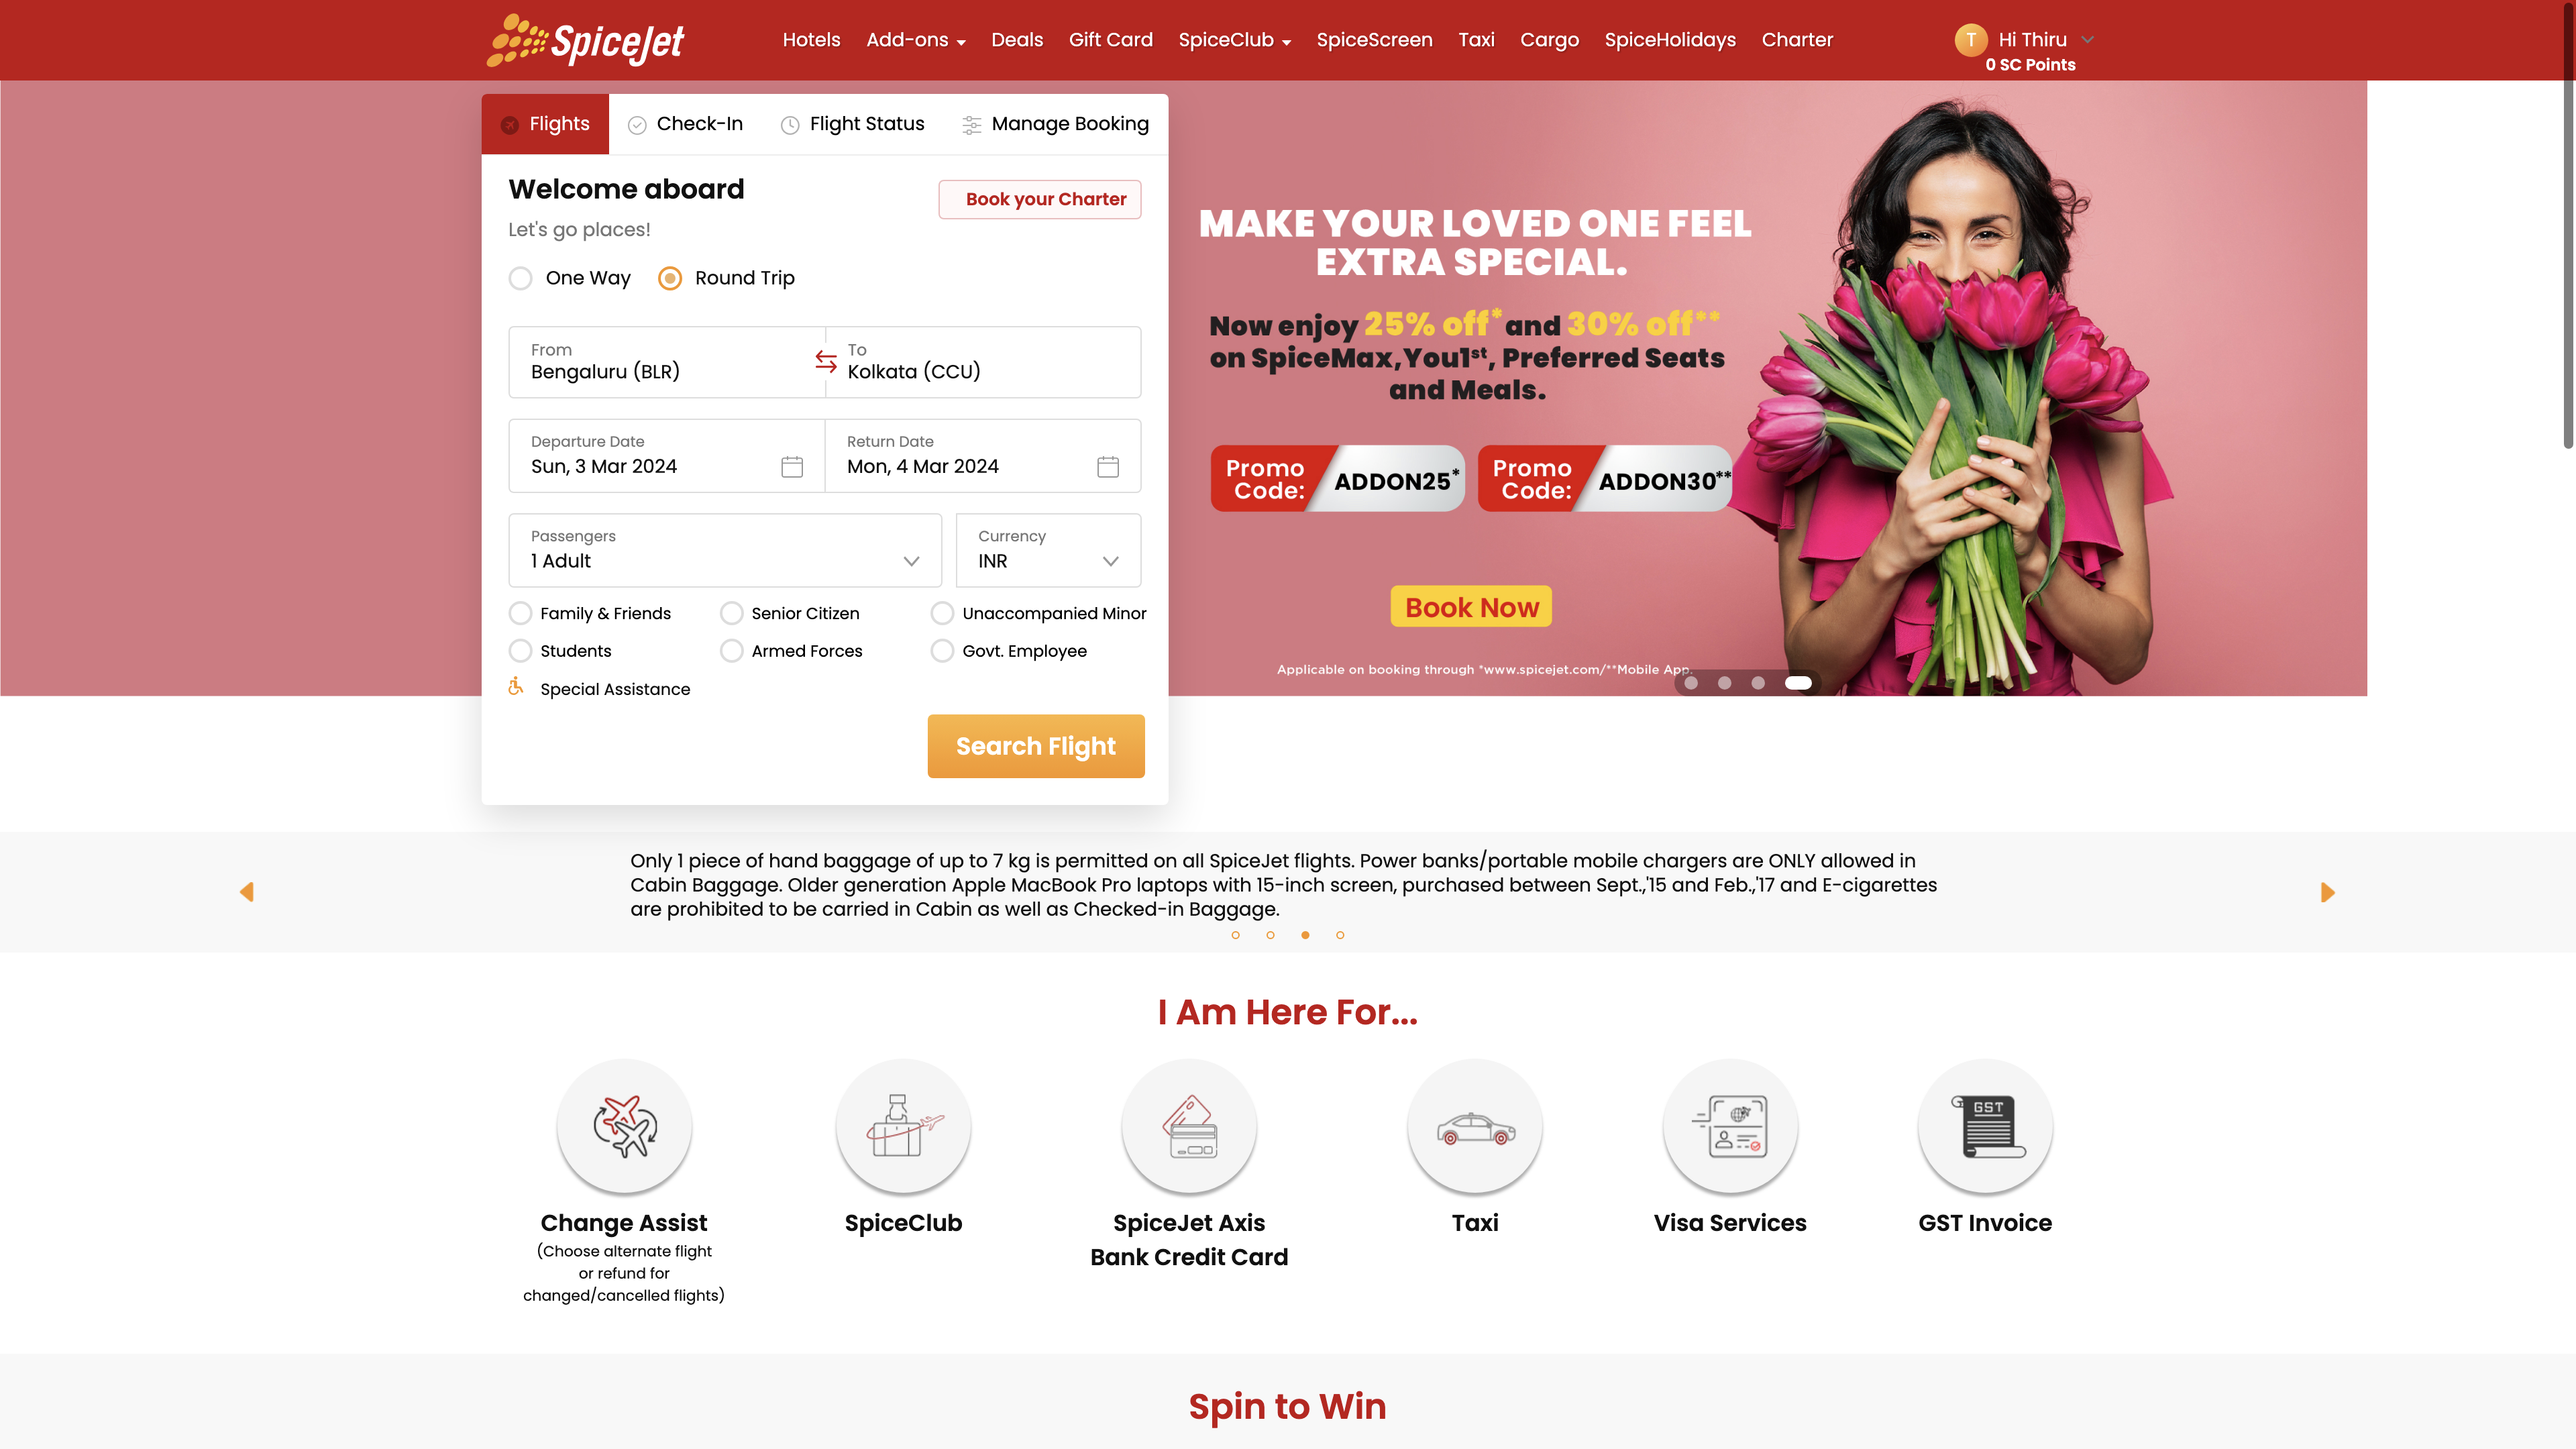 SpiceJet
Hotels Add-ons Deals Gift Card SpiceClub SpiceScreen Taxi Cargo SpiceHolidays Charter
T Hi Thiru
0 SC Points
Flights Check-In Flight Status Manage Booking
Welcome aboard
Book your Charter
Let's go places!
One Way Round Trip
From
Bengaluru (BLR)
To
Kolkata (CCU)
Departure Date
Sun, 3 Mar 2024
Return Date
Mon, 4 Mar 2024
Passengers
1 Adult
Currency
INR
Family & Friends Senior Citizen Unaccompanied Minor
Students Armed Forces Govt. Employee
Special Assistance
Search Flight
MAKE YOUR LOVED ONE FEEL
EXTRA SPECIAL.
Now enjoy 25% off* and 30% off**
on SpiceMax, You1st, Preferred Seats
and Meals.
Promo
Code:
ADDON25*
Promo
Code:
ADDON30**
Book Now
Applicable on booking through *www.spicejet.com/**Mobile App.
Only 1 piece of hand baggage of up to 7 kg is permitted on all SpiceJet flights. Power banks/portable mobile chargers are ONLY allowed in
Cabin Baggage. Older generation Apple MacBook Pro laptops with 15-inch screen, purchased between Sept.,'15 and Feb.,'17 and E-cigarettes
are prohibited to be carried in Cabin as well as Checked-in Baggage.
I Am Here For...
Change Assist
(Choose alternate flight
or refund for
changed/cancelled flights)
SpiceClub
SpiceJet Axis
Bank Credit Card
Taxi
Visa Services
GST
GST Invoice
Spin to Win